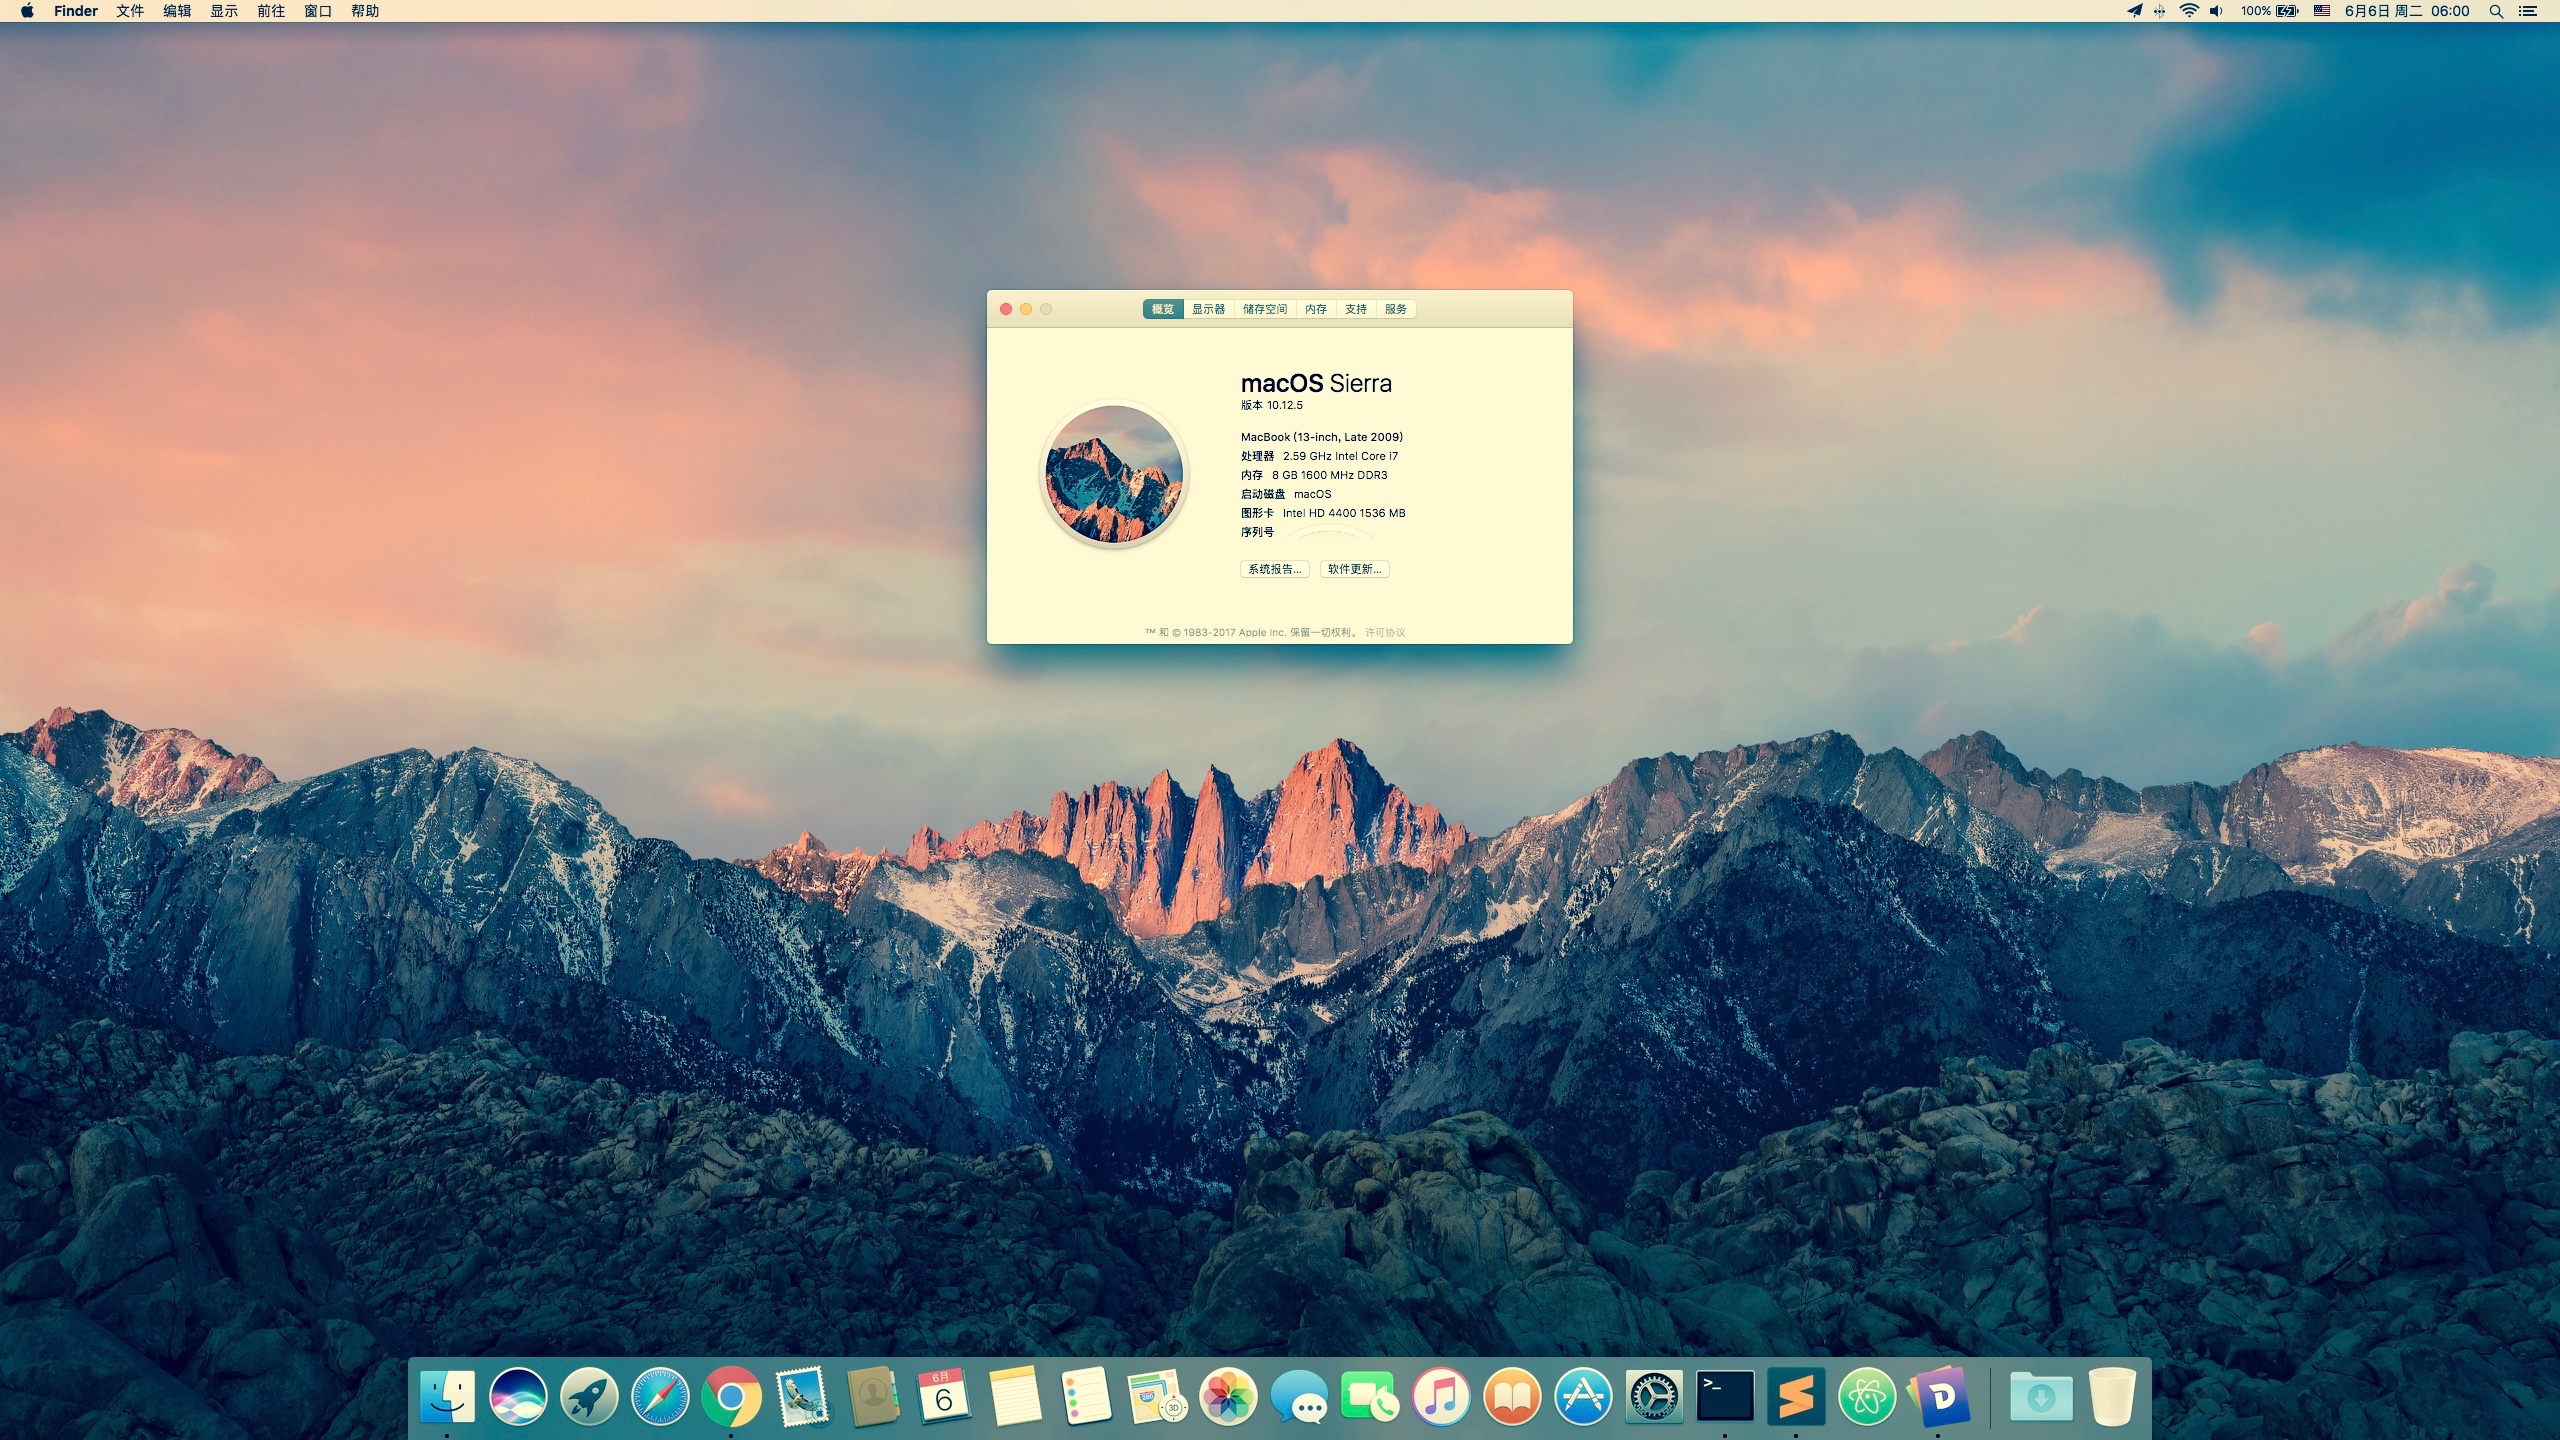 Finder 文件 编辑 显示 前往 窗口 帮助 100% 6月6日 周二 06:00
概览 显示器 储存空间 内存 支持 服务
macOS Sierra
版本 10.12.5
MacBook (13-inch, Late 2009)
处理器 2.59 GHz Intel Core i7
内存 8 GB 1600 MHz DDR3
启动磁盘 macOS
图形卡 Intel HD 4400 1536 MB
序列号
系统报告... 软件更新...
™ 和 © 1983-2017 Apple Inc. 保留一切权利。 许可协议
6月
6
3D
>_